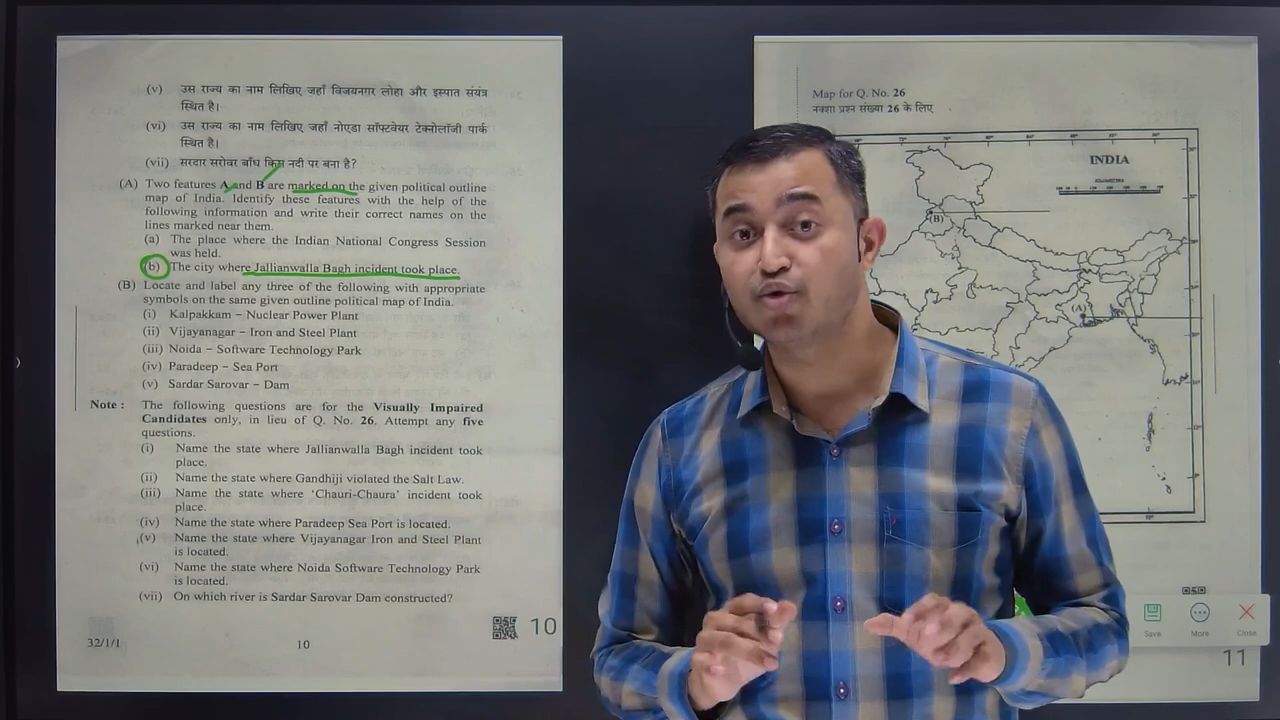 (v) उस राज्य का नाम लिखिए जहाँ विजयनगर लोहा और इस्पात संयंत्र
स्थित है।
(vi) उस राज्य का नाम लिखिए जहाँ नोएडा सॉफ्टवेयर टेक्नोलॉजी पार्क
स्थित है।
(vii) सरदार सरोवर बाँध किस नदी पर बना है?
(A) Two features A and B are marked on the given political outline
map of India. Identify these features with the help of the
following information and write their correct names on the
lines marked near them.
(a) The place where the Indian National Congress Session
was held.
(b) The city where Jallianwalla Bagh incident took place.
(B) Locate and label any three of the following with appropriate
symbols on the same given outline political map of India.
(i) Kalpakkam – Nuclear Power Plant
(ii) Vijayanagar – Iron and Steel Plant
(iii) Noida – Software Technology Park
(iv) Paradeep – Sea Port
(v) Sardar Sarovar – Dam
Note : The following questions are for the Visually Impaired
Candidates only, in lieu of Q. No. 26. Attempt any five
questions.
(i) Name the state where Jallianwalla Bagh incident took
place.
(ii) Name the state where Gandhiji violated the Salt Law.
(iii) Name the state where 'Chauri-Chaura' incident took
place.
(iv) Name the state where Paradeep Sea Port is located.
(v) Name the state where Vijayanagar Iron and Steel Plant
is located.
(vi) Name the state where Noida Software Technology Park
is located.
(vii) On which river is Sardar Sarovar Dam constructed?
32/1/1
10
10
Map for Q. No. 26
नक्शा प्रश्न संख्या 26 के लिए
INDIA
(B)
(A)
Save
More
Close
11